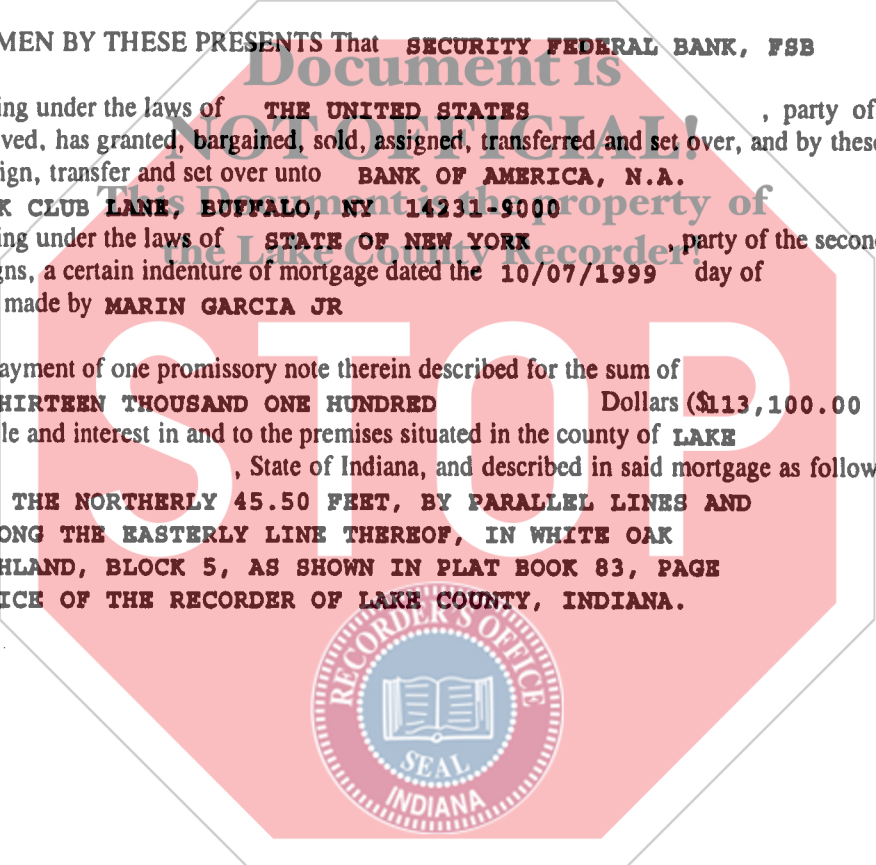 MEN BY THESE PRESENTS That SECURITY FEDERAL BANK, FSB
Document is
ing under the laws of THE UNITED STATES , party of
NOT OFFICIAL!
ved, has granted, bargained, sold, assigned, transferred and set over, and by these
ign, transfer and set over unto BANK OF AMERICA, N.A.
This Document is the property of
K CLUB LANE, BUFFALO, NY 14231-9000
ing under the laws of STATE OF NEW YORK , party of the second
the Lake County Recorder!
gns, a certain indenture of mortgage dated the 10/07/1999 day of
made by MARIN GARCIA JR
ayment of one promissory note therein described for the sum of
HIRTEEN THOUSAND ONE HUNDRED Dollars ($113,100.00
le and interest in and to the premises situated in the county of LAKE
, State of Indiana, and described in said mortgage as follow
THE NORTHERLY 45.50 FEET, BY PARALLEL LINES AND
ONG THE EASTERLY LINE THEREOF, IN WHITE OAK
HLAND, BLOCK 5, AS SHOWN IN PLAT BOOK 83, PAGE
ICE OF THE RECORDER OF LAKE COUNTY, INDIANA.
STOP
RECORDER'S OFFICE
SEAL
INDIANA